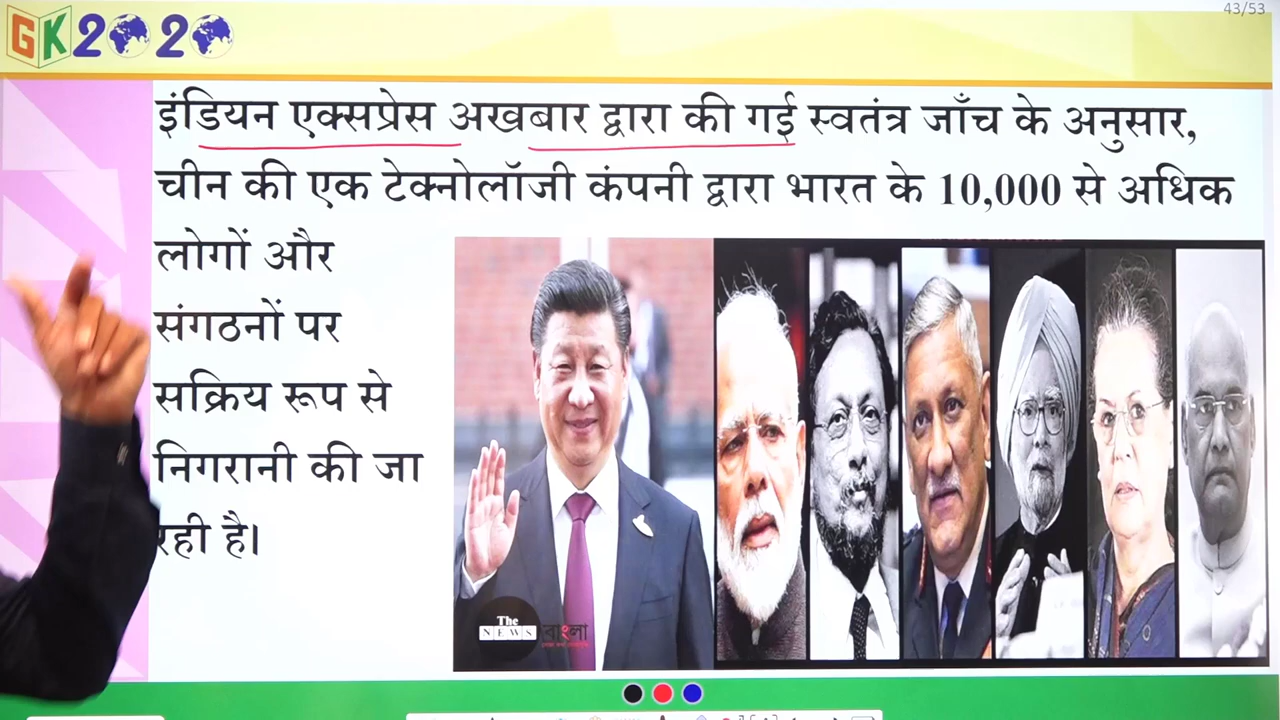 43/53
GK2020
इंडियन एक्सप्रेस अखबार द्वारा की गई स्वतंत्र जाँच के अनुसार,
चीन की एक टेक्नोलॉजी कंपनी द्वारा भारत के 10,000 से अधिक
लोगों और
संगठनों पर
सक्रिय रूप से
निगरानी की जा
रही है।
The
NEWS বাংলা